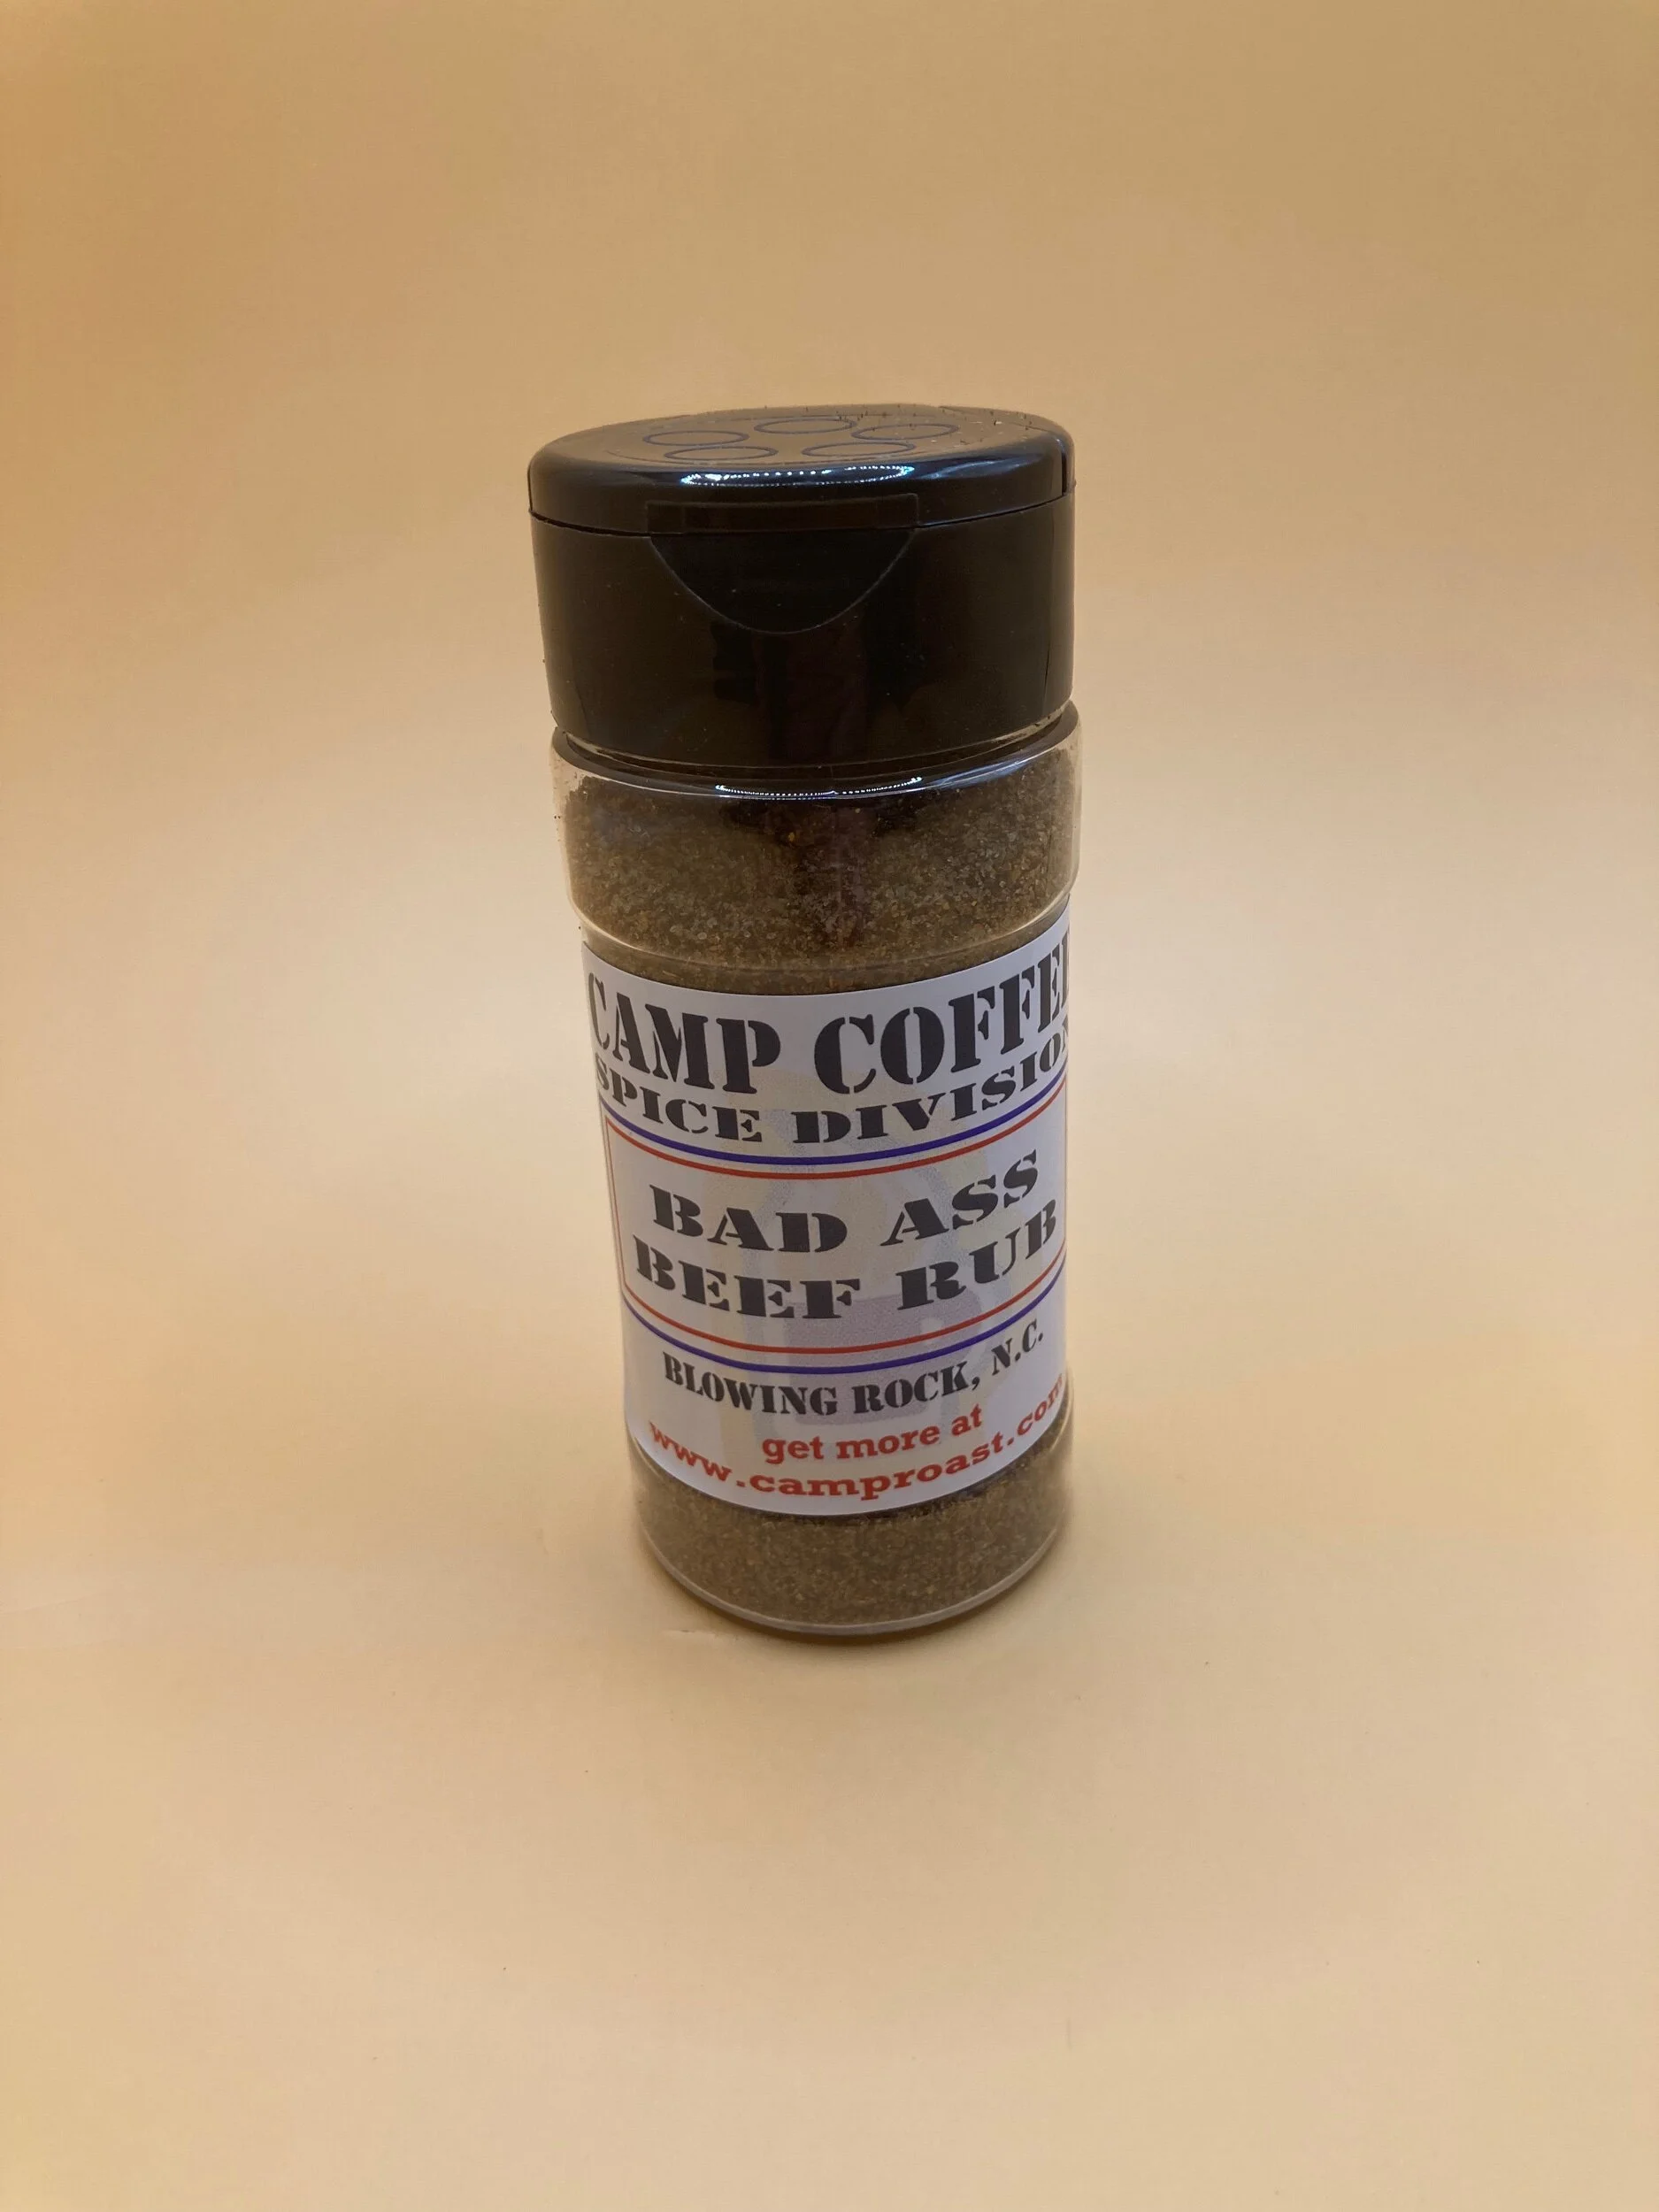 CAMP COFFEE
SPICE DIVISION
BAD ASS
BEEF RUB
BLOWING ROCK, N.C.
get more at
www.camproast.com